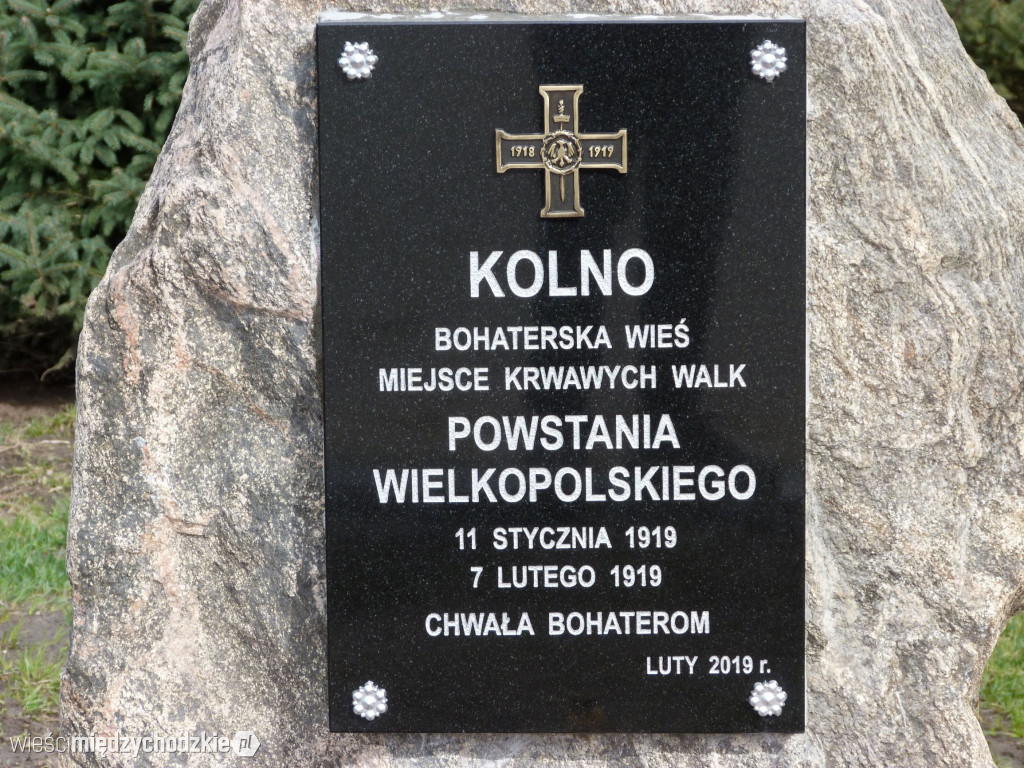 1918 1919
KOLNO
BOHATERSKA WIEŚ
MIEJSCE KRWAWYCH WALK
POWSTANIA
WIELKOPOLSKIEGO
11 STYCZNIA 1919
7 LUTEGO 1919
CHWAŁA BOHATEROM
LUTY 2019 r.
wieścimiędzychodzkie.pl